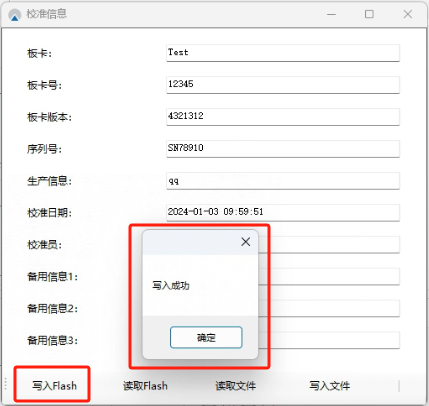 校准信息
板卡： Test
板卡号： 12345
板卡版本： 4321312
序列号： SN78910
生产信息： qq
校准日期： 2024-01-03 09:59:51
校准员：
备用信息1：
写入成功
备用信息2：
备用信息3：
确定
写入Flash 读取Flash 读取文件 写入文件